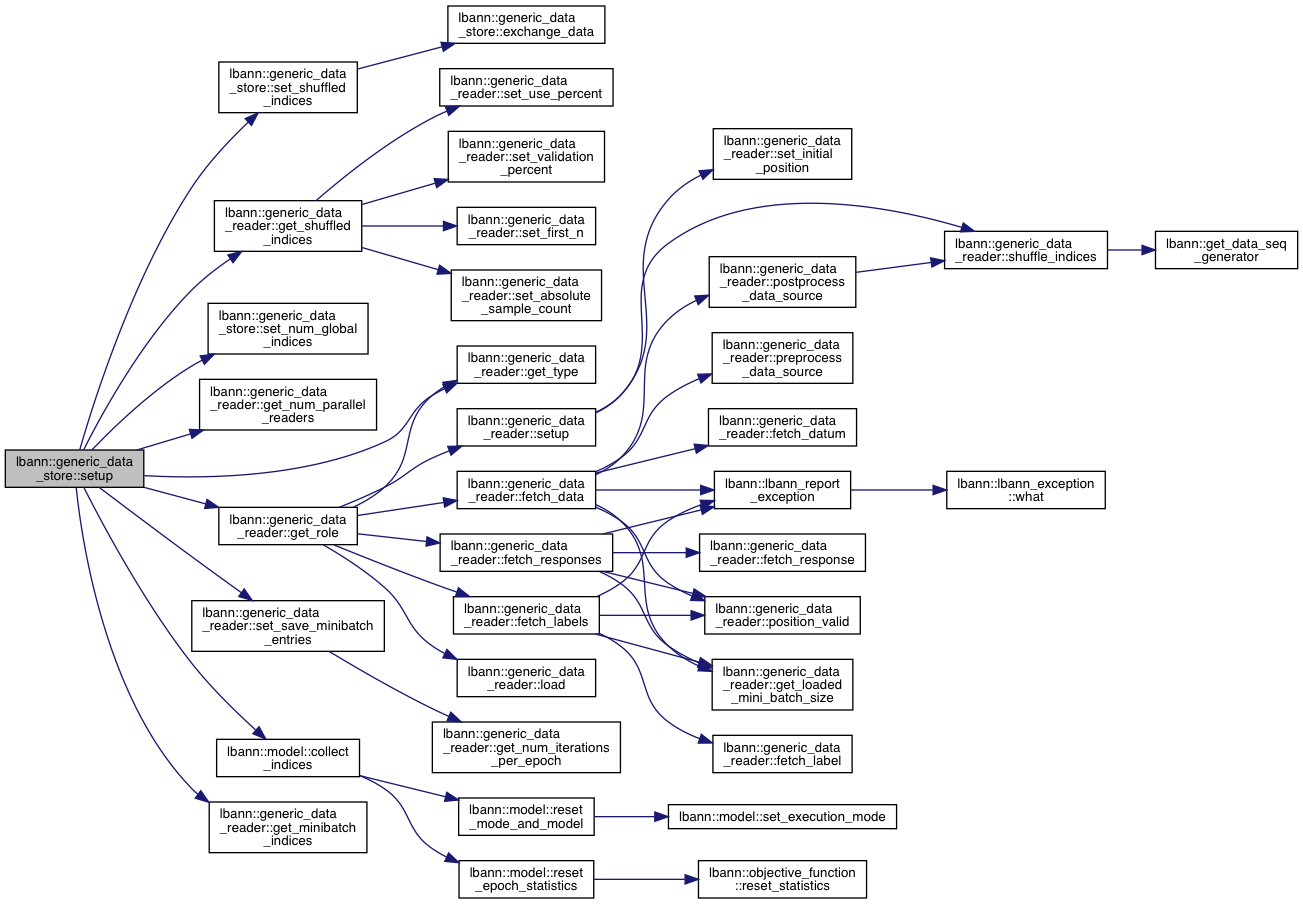 lbann::generic_data
_store::setup
lbann::generic_data
_store::set_shuffled
_indices
lbann::generic_data
_reader::get_shuffled
_indices
lbann::generic_data
_store::set_num_global
_indices
lbann::generic_data
_reader::get_num_parallel
_readers
lbann::generic_data
_reader::get_role
lbann::generic_data
_reader::set_save_minibatch
_entries
lbann::model::collect
_indices
lbann::generic_data
_reader::get_minibatch
_indices
lbann::generic_data
_store::exchange_data
lbann::generic_data
_reader::set_use_percent
lbann::generic_data
_reader::set_validation
_percent
lbann::generic_data
_reader::set_first_n
lbann::generic_data
_reader::set_absolute
_sample_count
lbann::generic_data
_reader::get_type
lbann::generic_data
_reader::setup
lbann::generic_data
_reader::fetch_data
lbann::generic_data
_reader::fetch_responses
lbann::generic_data
_reader::fetch_labels
lbann::generic_data
_reader::load
lbann::generic_data
_reader::get_num_iterations
_per_epoch
lbann::model::reset
_mode_and_model
lbann::model::reset
_epoch_statistics
lbann::generic_data
_reader::set_initial
_position
lbann::generic_data
_reader::postprocess
_data_source
lbann::generic_data
_reader::preprocess
_data_source
lbann::generic_data
_reader::fetch_datum
lbann::lbann_report
_exception
lbann::generic_data
_reader::fetch_response
lbann::generic_data
_reader::position_valid
lbann::generic_data
_reader::get_loaded
_mini_batch_size
lbann::generic_data
_reader::fetch_label
lbann::model::set_execution_mode
lbann::objective_function
::reset_statistics
lbann::generic_data
_reader::shuffle_indices
lbann::lbann_exception
::what
lbann::get_data_seq
_generator